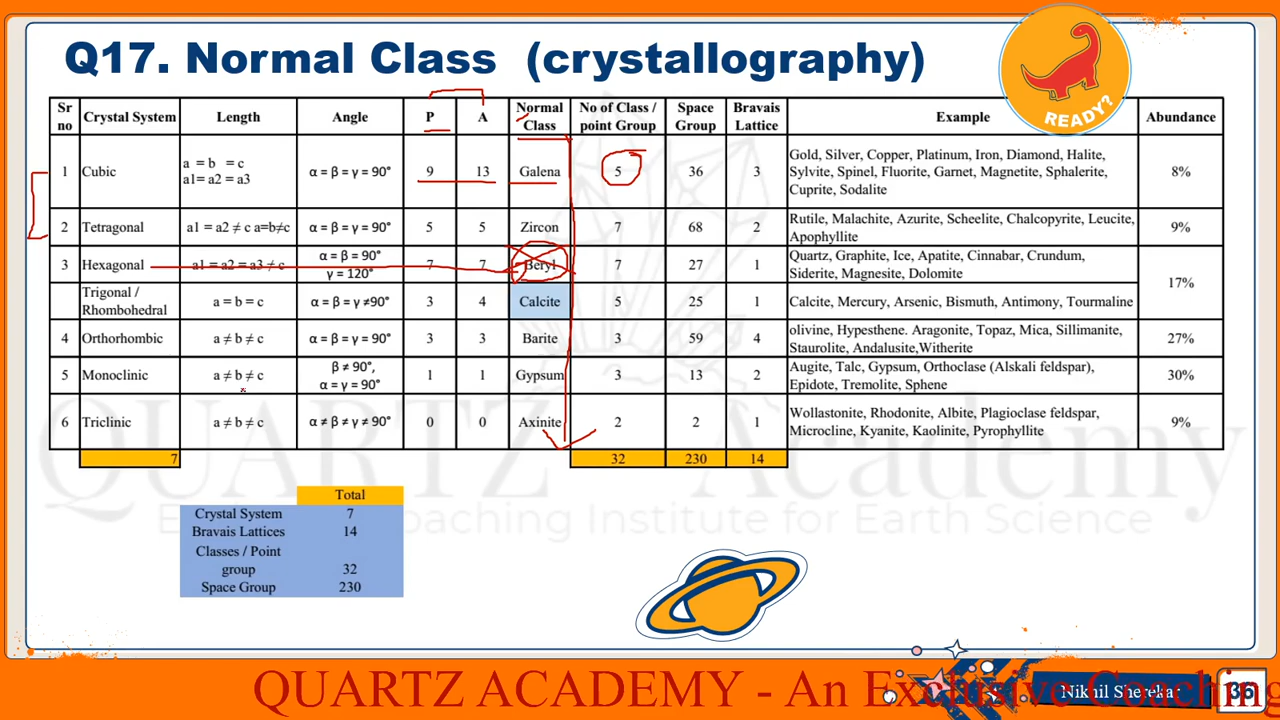 Q17. Normal Class (crystallography)
READY?
Sr no Crystal System Length Angle P A Normal Class No of Class / point Group Space Group Bravais Lattice Example Abundance
1 Cubic a = b = c a1= a2 = a3 α = β = γ = 90° 9 13 Galena 5 36 3 Gold, Silver, Copper, Platinum, Iron, Diamond, Halite, Sylvite, Spinel, Fluorite, Garnet, Magnetite, Sphalerite, Cuprite, Sodalite 8%
2 Tetragonal a1 = a2 ≠ c a=b≠c α = β = γ = 90° 5 5 Zircon 7 68 2 Rutile, Malachite, Azurite, Scheelite, Chalcopyrite, Leucite, Apophyllite 9%
3 Hexagonal a1 = a2 = a3 ≠ c α = β = 90° γ = 120° 7 7 Beryl 7 27 1 Quartz, Graphite, Ice, Apatite, Cinnabar, Crundum, Siderite, Magnesite, Dolomite 17%
Trigonal / Rhombohedral a = b = c α = β = γ ≠90° 3 4 Calcite 5 25 1 Calcite, Mercury, Arsenic, Bismuth, Antimony, Tourmaline
4 Orthorhombic a ≠ b ≠ c α = β = γ = 90° 3 3 Barite 3 59 4 olivine, Hypesthene. Aragonite, Topaz, Mica, Sillimanite, Staurolite, Andalusite,Witherite 27%
5 Monoclinic a ≠ b ≠ c β ≠ 90°, α = γ = 90° 1 1 Gypsum 3 13 2 Augite, Talc, Gypsum, Orthoclase (Alskali feldspar), Epidote, Tremolite, Sphene 30%
6 Triclinic a ≠ b ≠ c α ≠ β ≠ γ ≠ 90° 0 0 Axinite 2 2 1 Wollastonite, Rhodonite, Albite, Plagioclase feldspar, Microcline, Kyanite, Kaolinite, Pyrophyllite 9%
7 32 230 14
Total
Crystal System 7
Bravais Lattices 14
Classes / Point group 32
Space Group 230
QUARTZ Academy
Coaching Institute for Earth Science
Nikhil Sherekar
36
QUARTZ ACADEMY - An Exclusive Coaching